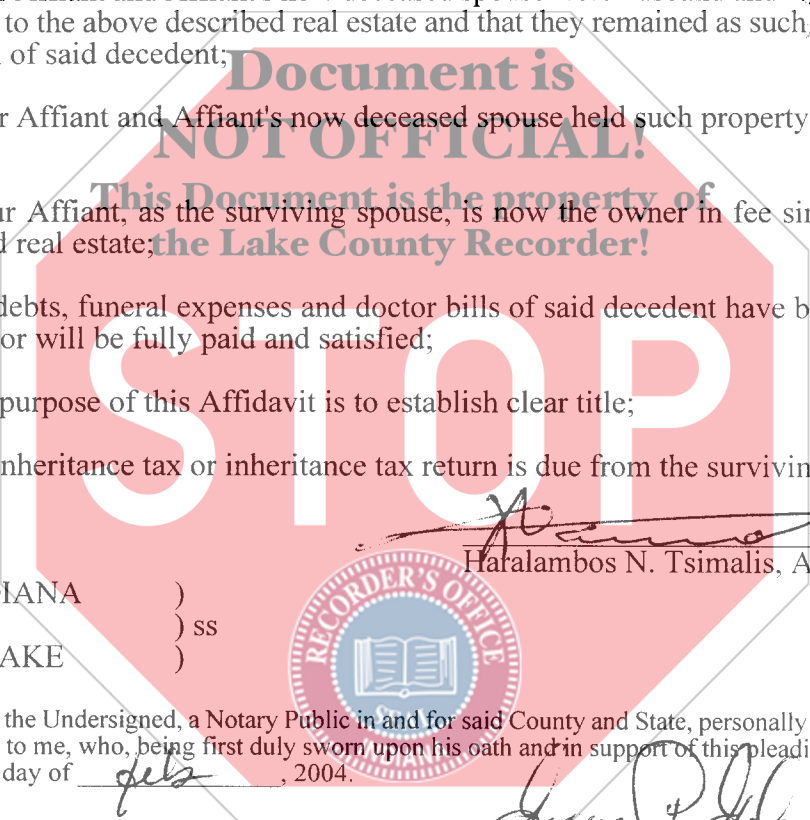 to the above described real estate and that they remained as such,
of said decedent;
Document is
r Affiant and Affiant's now deceased spouse held such property
NOT OFFICIAL!
This Document is the property of
ur Affiant, as the surviving spouse, is now the owner in fee
d real estate;
the Lake County Recorder!
debts, funeral expenses and doctor bills of said decedent have b
or will be fully paid and satisfied;
STOP
purpose of this Affidavit is to establish clear title;
nheritance tax or inheritance tax return is due from the survivin
Haralambos N. Tsimalis, A
RECORDER'S OFFICE
IANA )
) ss
AKE )
SEAL
INDIANA
the Undersigned, a Notary Public in and for said County and State, personally
to me, who, being first duly sworn upon his oath and in support of this pleadi
day of feb, 2004.